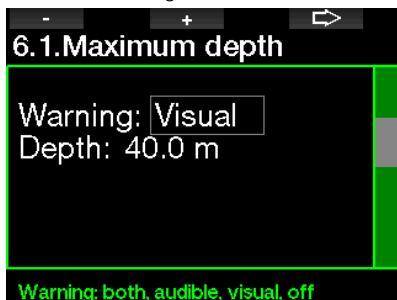 - + ⇨
6.1.Maximum depth
Warning: Visual
Depth: 40.0 m
Warning: both, audible, visual, off